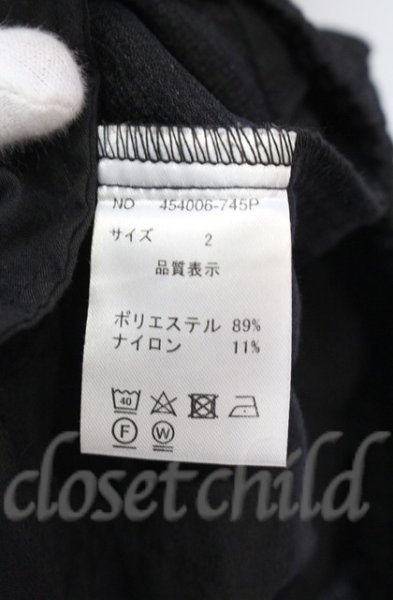 NO 454006-745P
サイズ 2
品質表示
ポリエステル 89%
ナイロン 11%
40
F W
closetchild